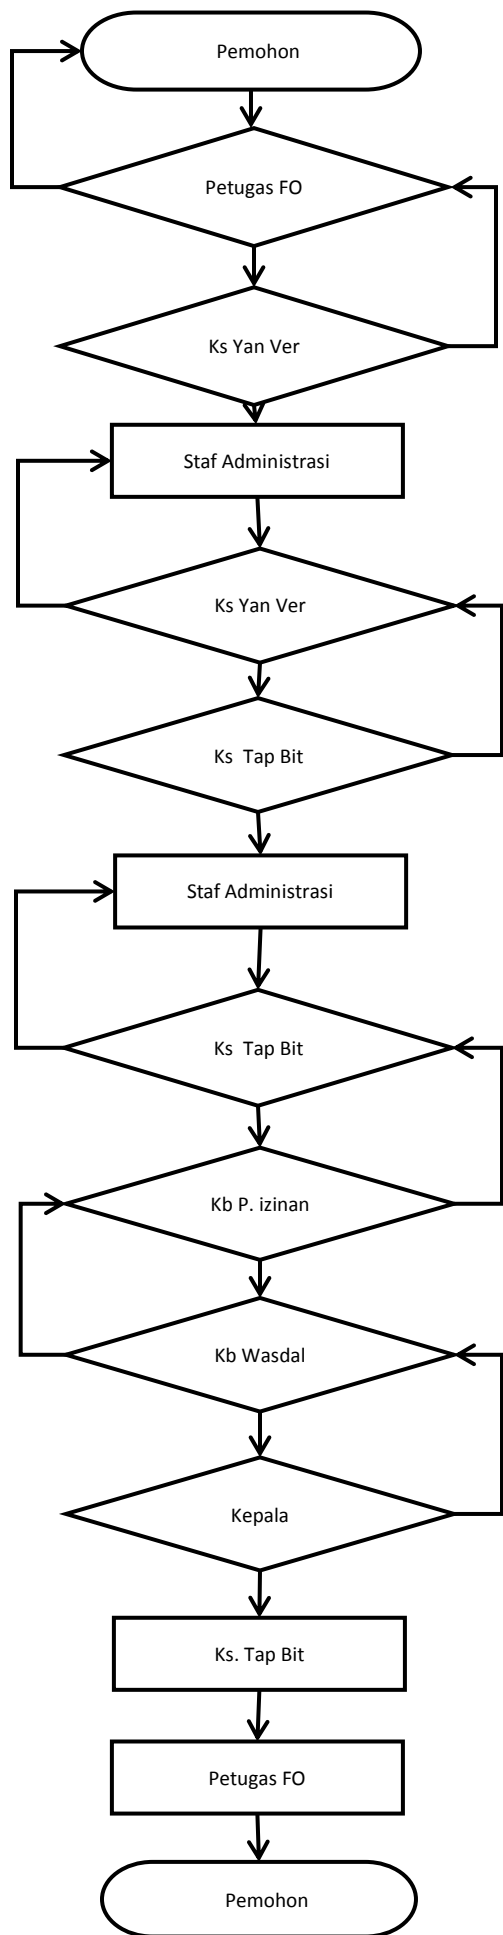 Pemohon
Petugas FO
Ks Yan Ver
Staf Administrasi
Ks Yan Ver
Ks  Tap Bit
Staf Administrasi
Ks  Tap Bit
Kb P. izinan
Kb Wasdal
Kepala
Ks. Tap Bit
Petugas FO
Pemohon